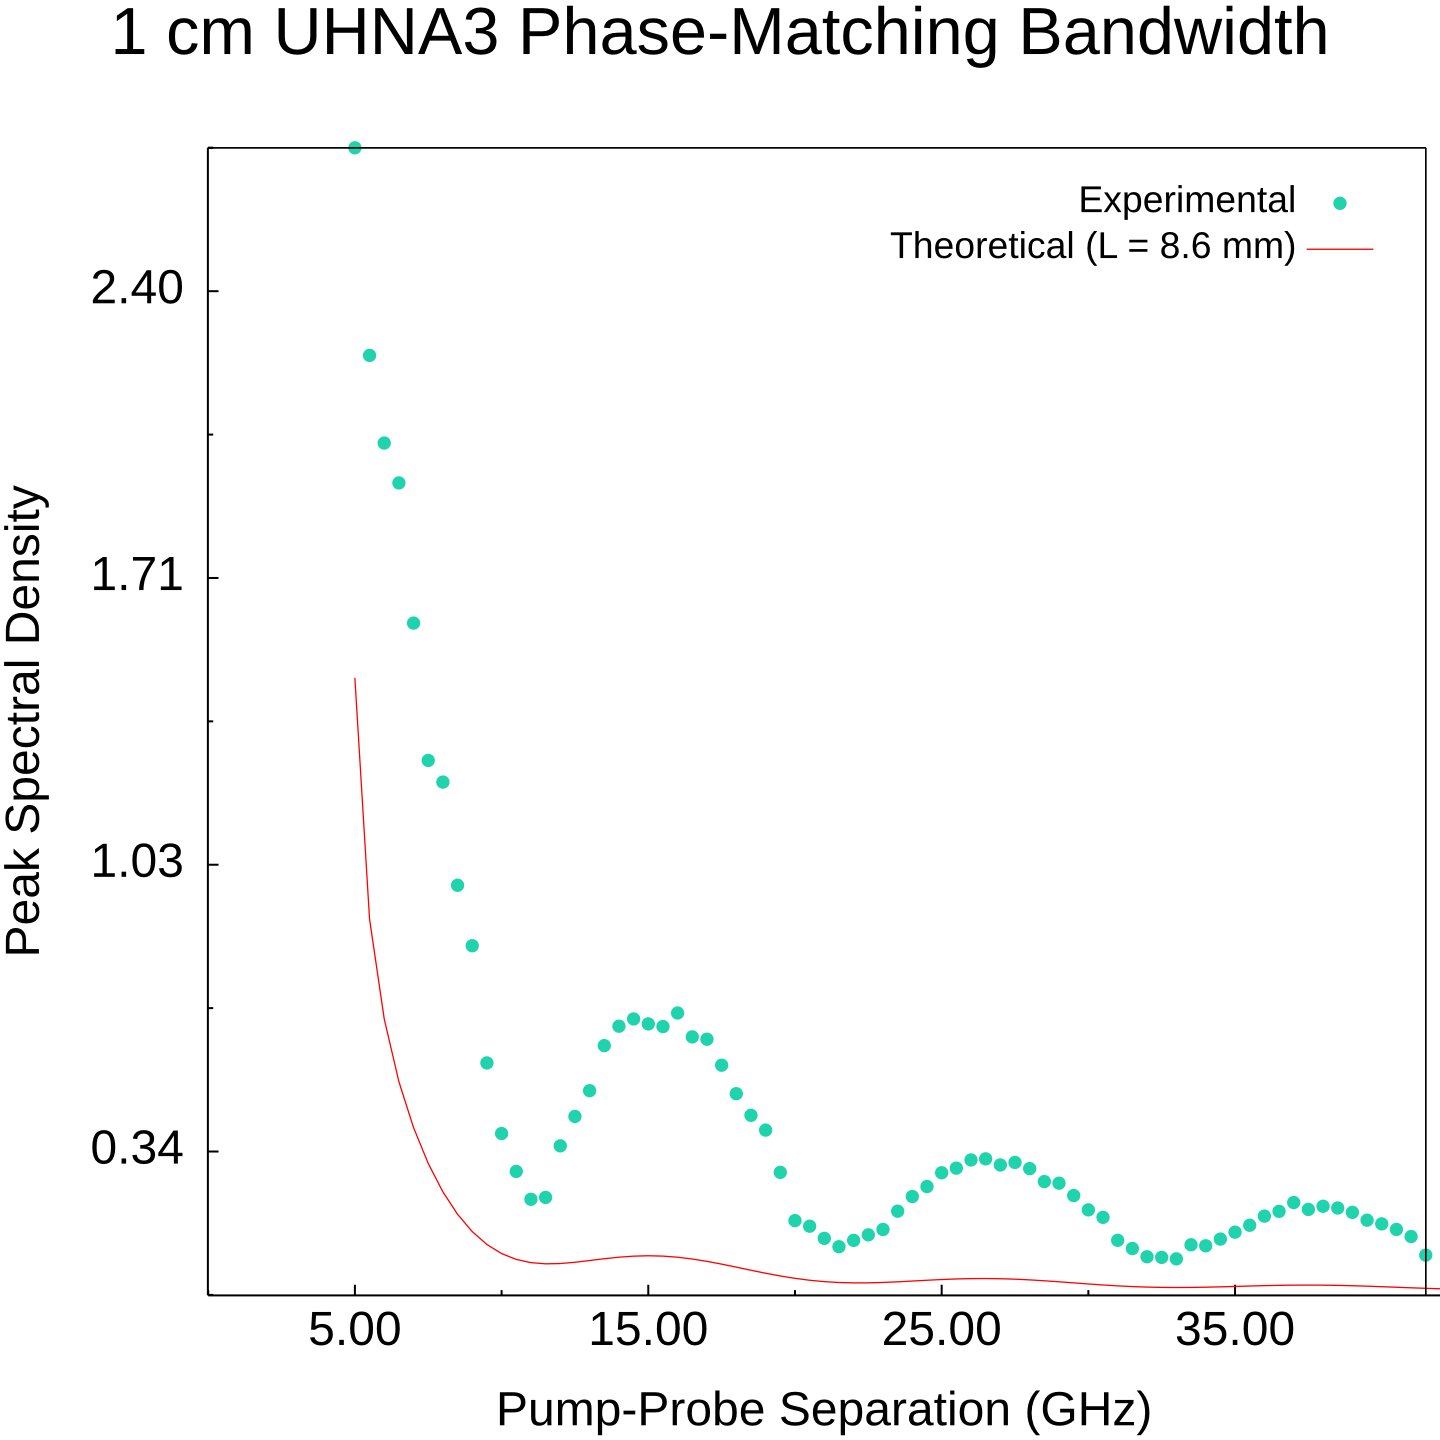 1 cm UHNA3 Phase-Matching Bandwidth
Experimental
Theoretical (L = 8.6 mm)
2.40
1.71
1.03
0.34
Peak Spectral Density
5.00 15.00 25.00 35.00
Pump-Probe Separation (GHz)